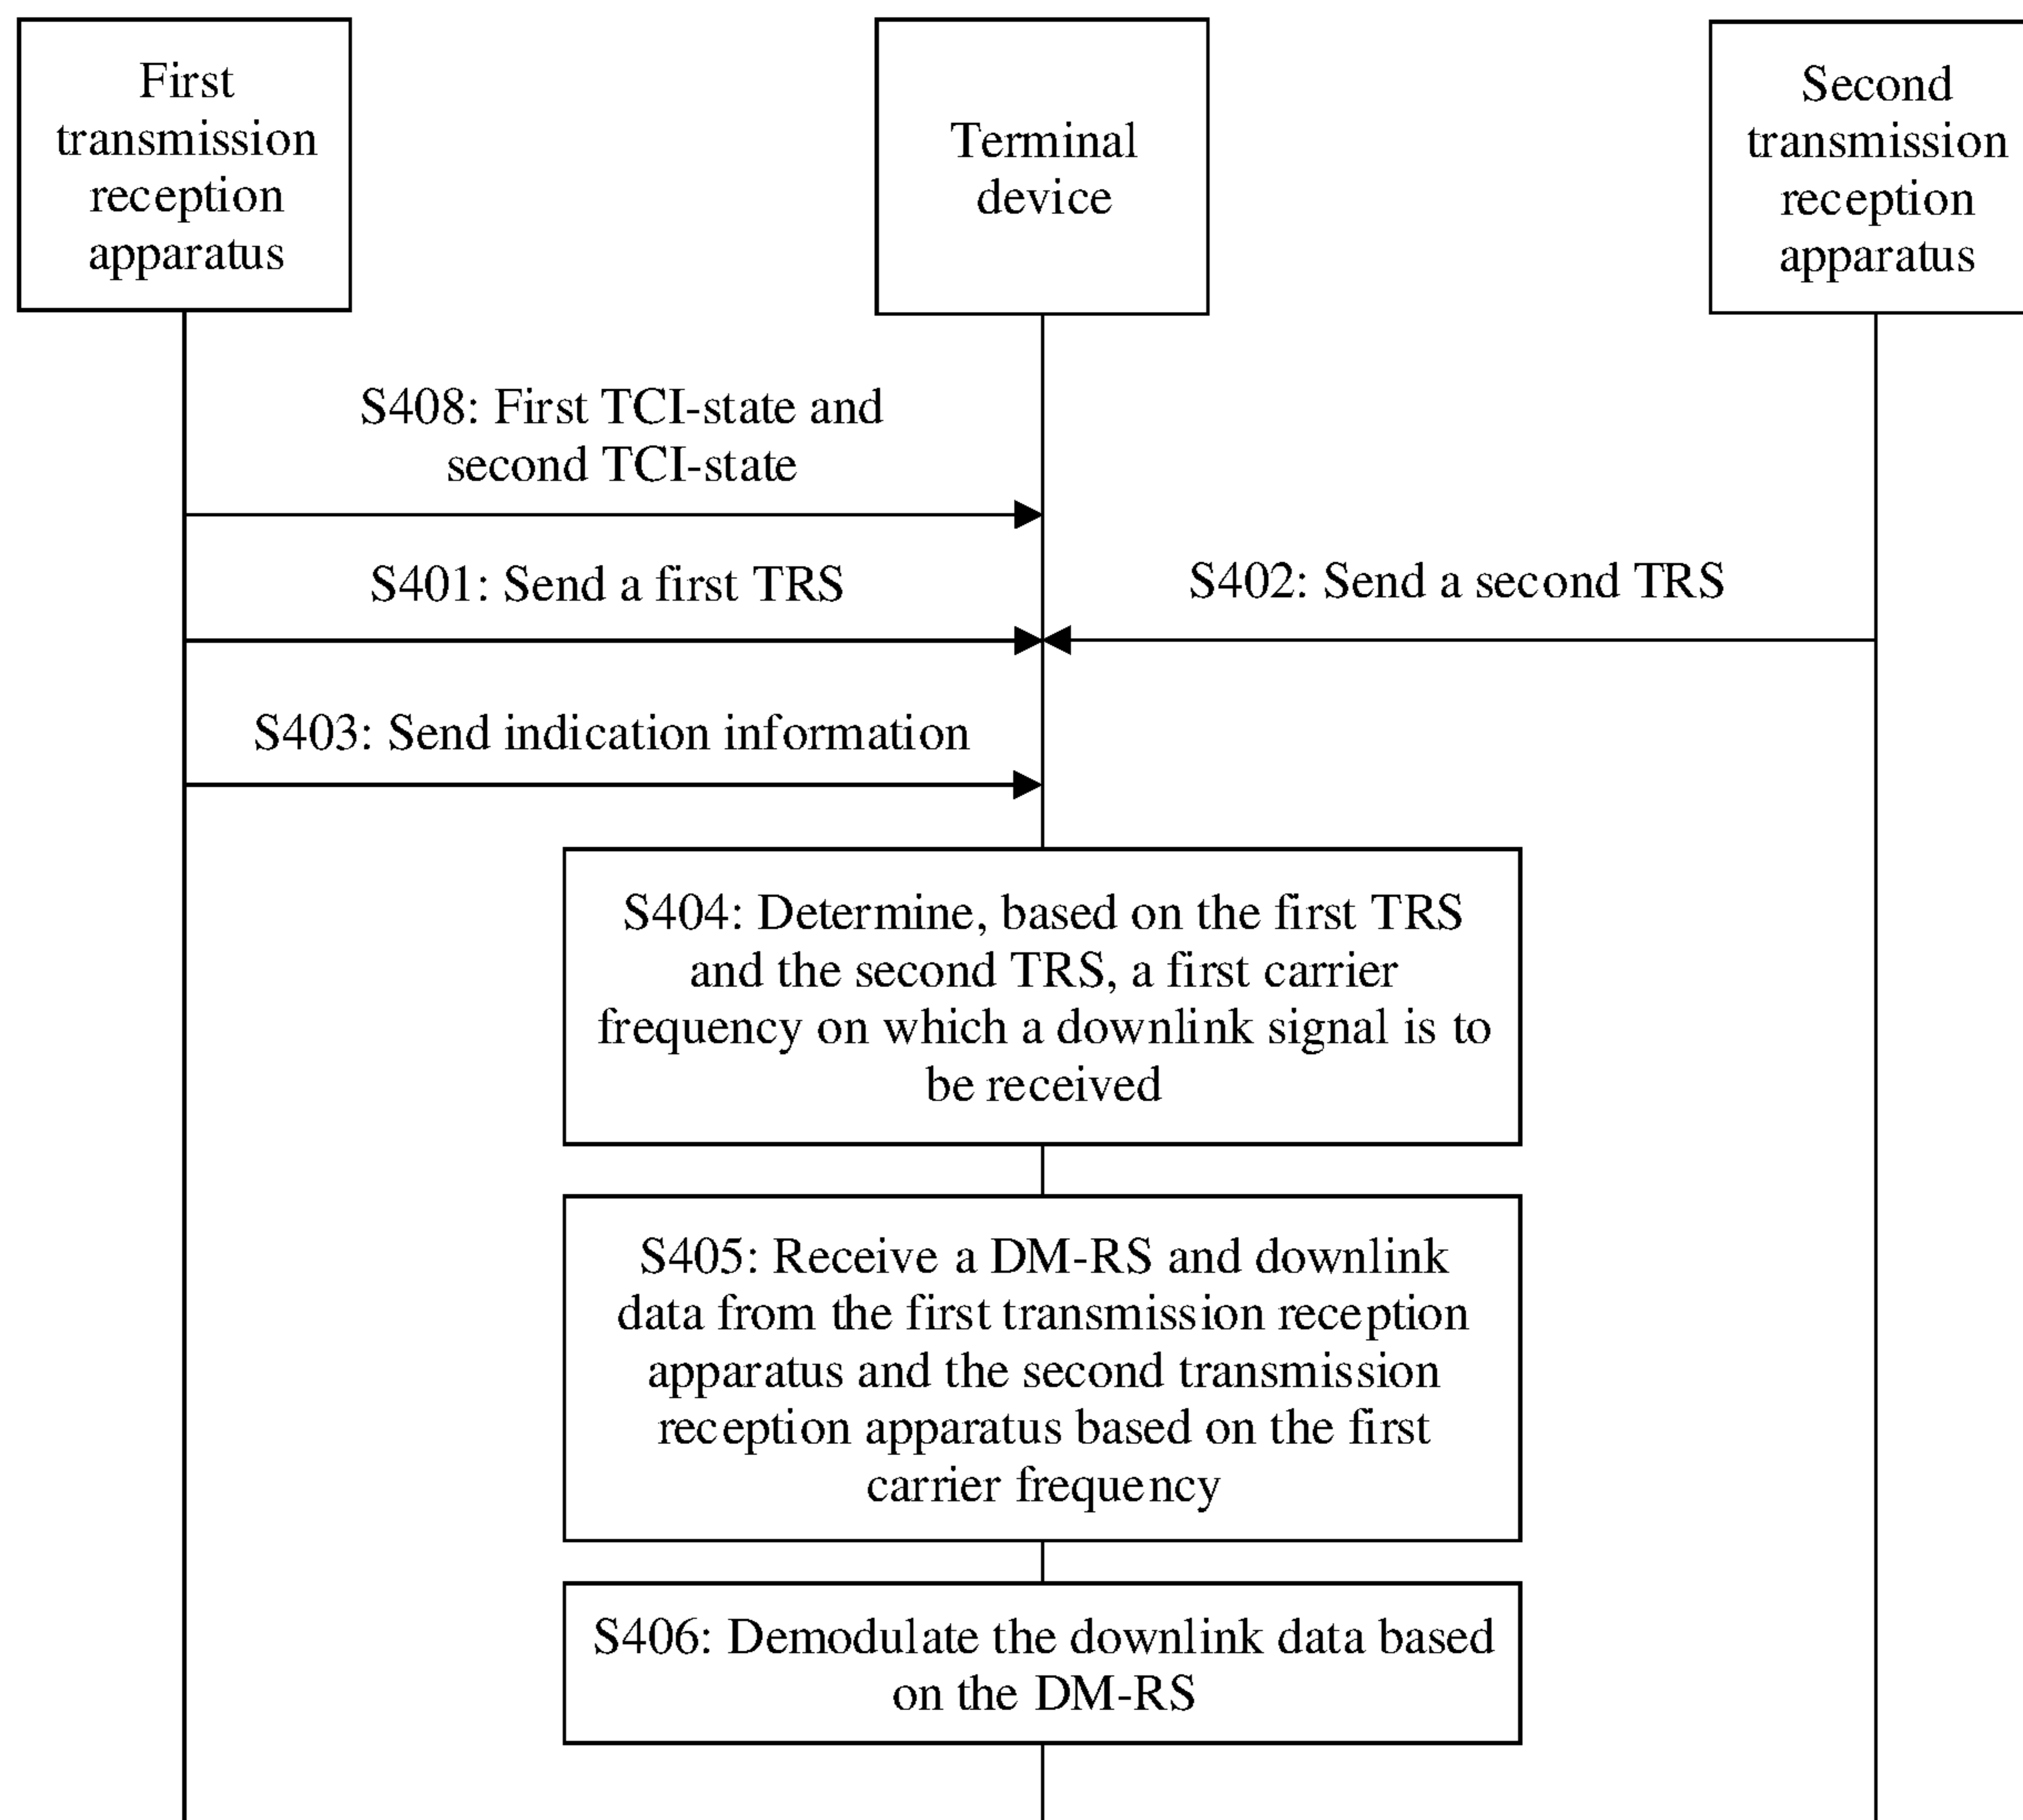 First
transmission
reception
apparatus
Terminal
device
Second
transmission
reception
apparatus
S408: First TCI-state and
second TCI-state
S401: Send a first TRS
S402: Send a second TRS
S403: Send indication information
S404: Determine, based on the first TRS
and the second TRS, a first carrier
frequency on which a downlink signal is to
be received
S405: Receive a DM-RS and downlink
data from the first transmission reception
apparatus and the second transmission
reception apparatus based on the first
carrier frequency
S406: Demodulate the downlink data based
on the DM-RS